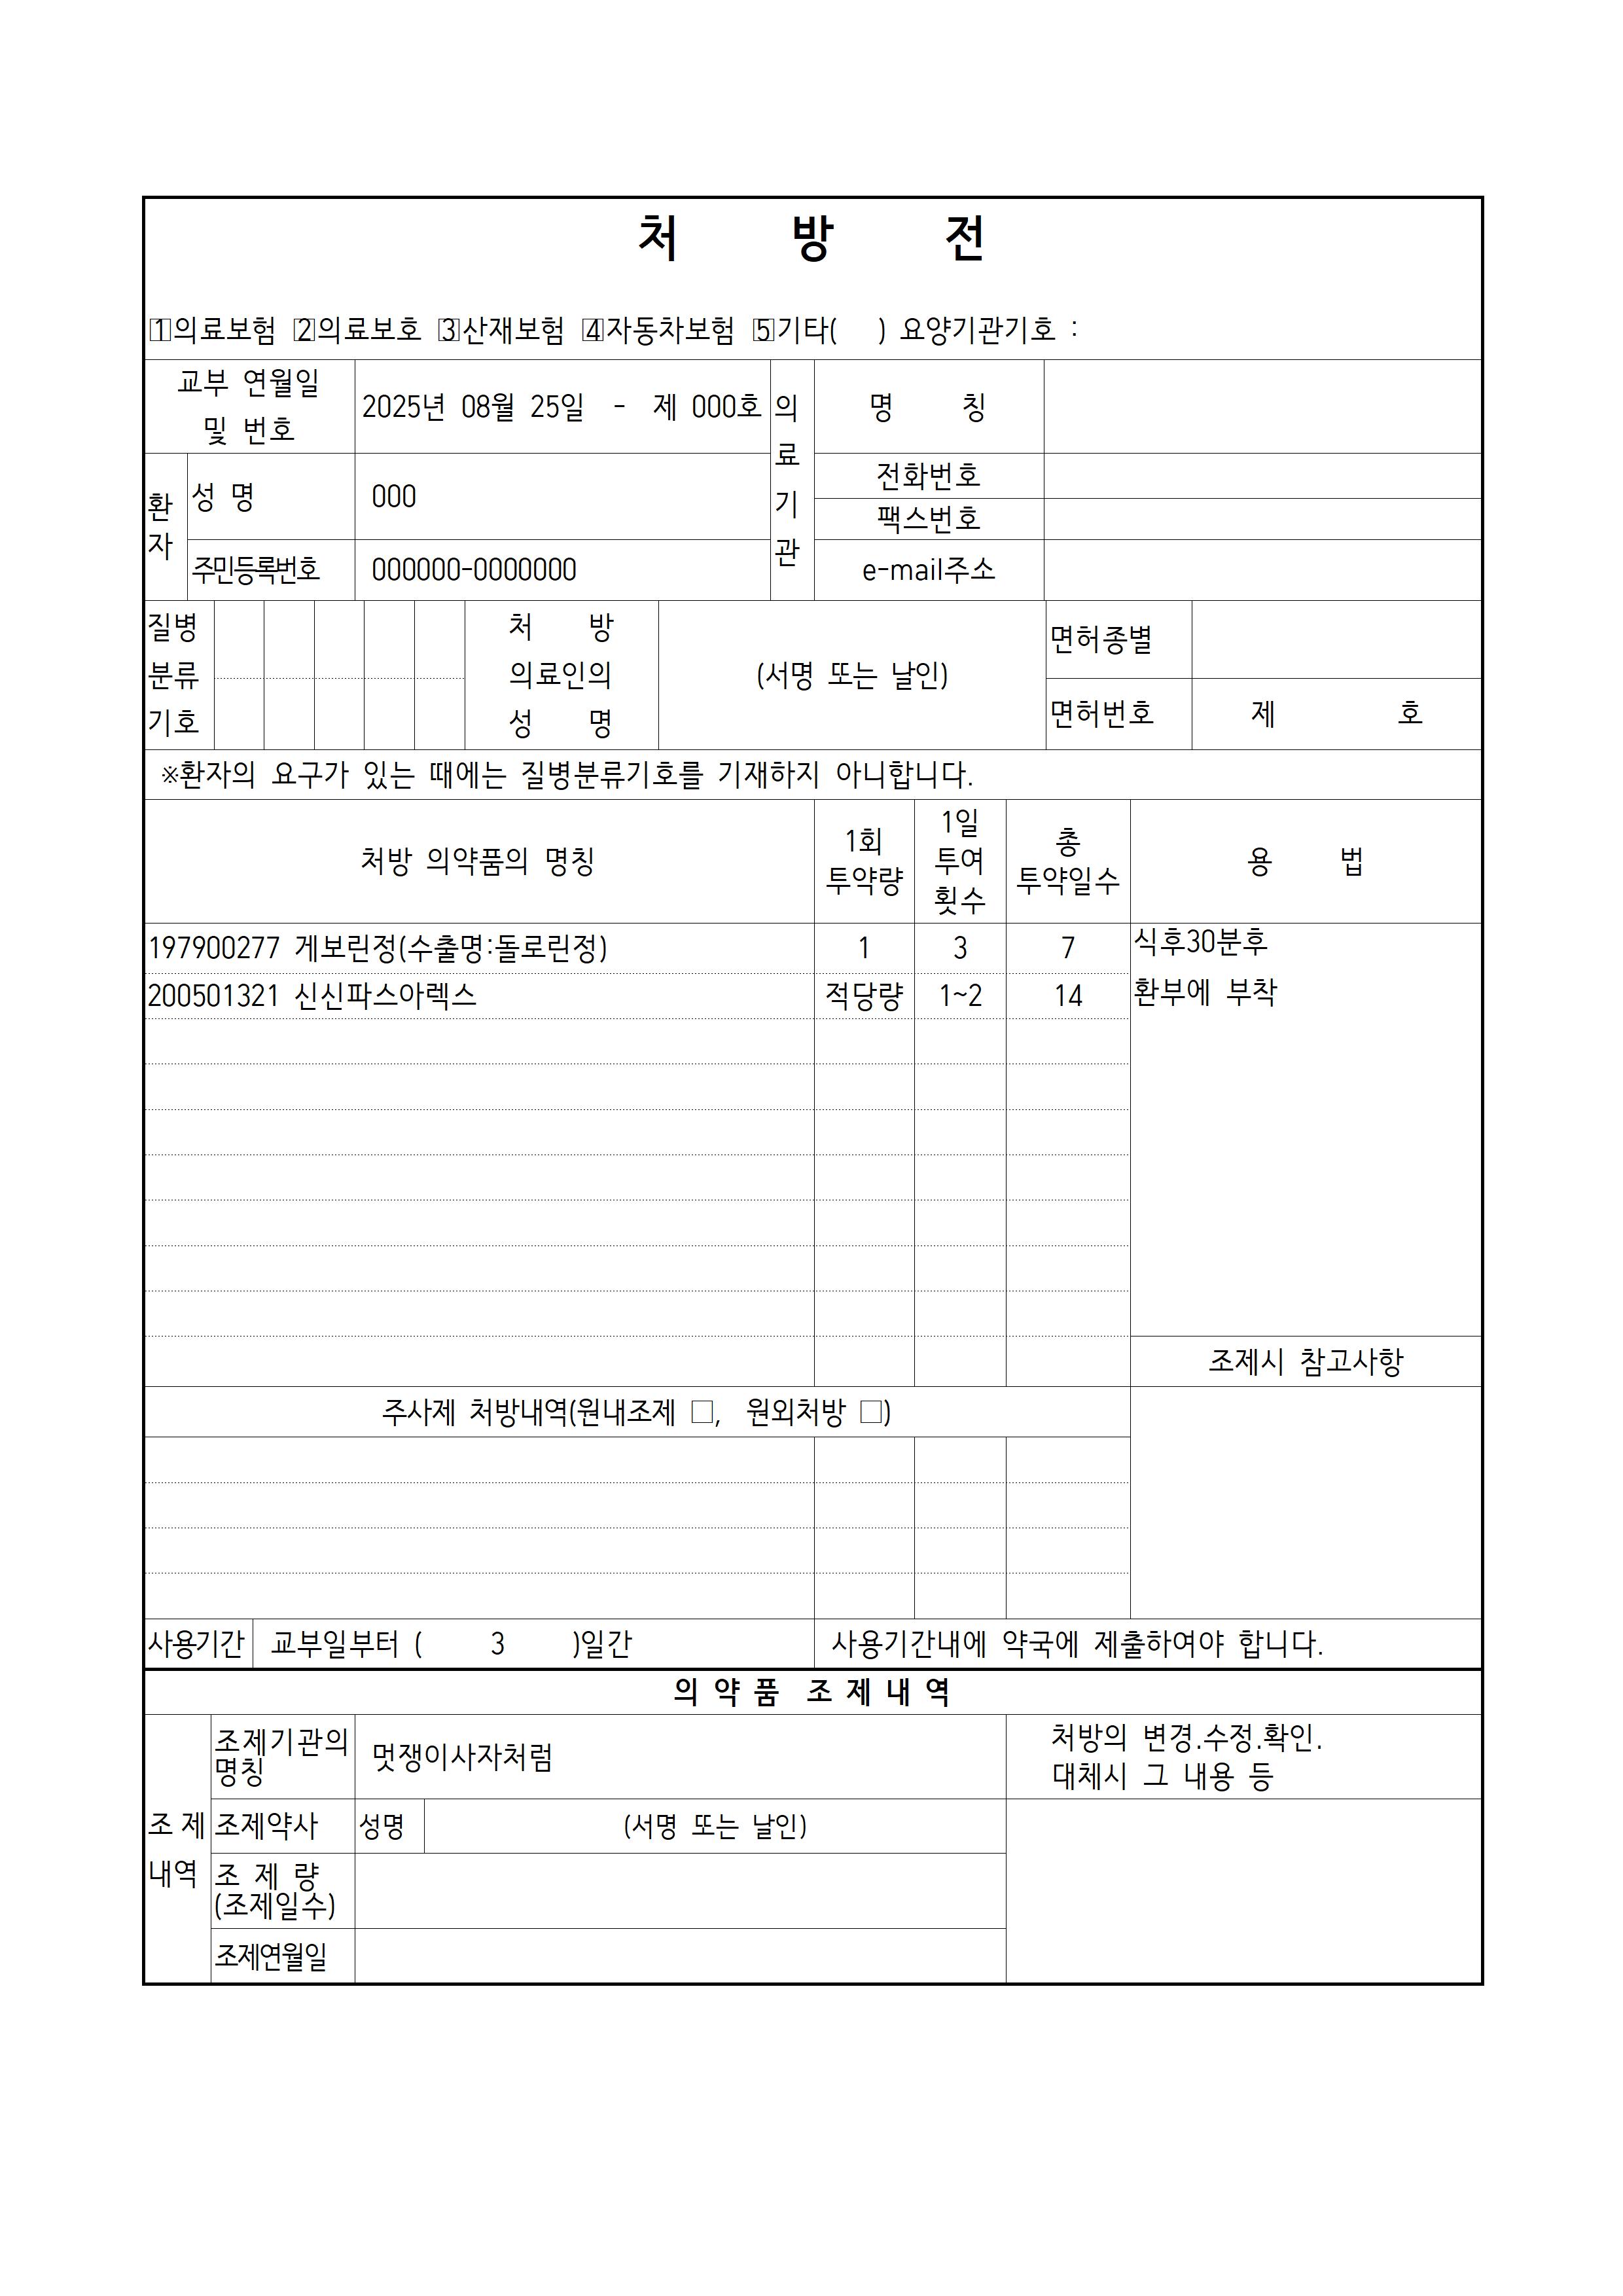 처 방 전
1의료보험 2의료보호 3산재보험 4자동차보험 5기타( ) 요양기관기호 :
교부 연월일
및 번호
2025년 08월 25일 - 제 000호
의
료
기
관
명 칭
환
자
성 명
000
전화번호
팩스번호
주민등록번호
000000-0000000
e-mail주소
질병
분류
기호
처 방
의료인의
성 명
(서명 또는 날인)
면허종별
면허번호
제 호
※환자의 요구가 있는 때에는 질병분류기호를 기재하지 아니합니다.
처방 의약품의 명칭
1회
투약량
1일
투여
횟수
총
투약일수
용 법
197900277 게보린정(수출명:돌로린정) 1 3 7 식후30분후
200501321 신신파스아렉스 적당량 1~2 14 환부에 부착
조제시 참고사항
주사제 처방내역(원내조제 □, 원외처방 □)
사용기간 교부일부터 ( 3 )일간 사용기간내에 약국에 제출하여야 합니다.
의 약 품 조 제 내 역
조 제
내역
조제기관의
명칭
멋쟁이사자처럼
처방의 변경.수정.확인.
대체시 그 내용 등
조제약사 성명 (서명 또는 날인)
조 제 량
(조제일수)
조제연월일